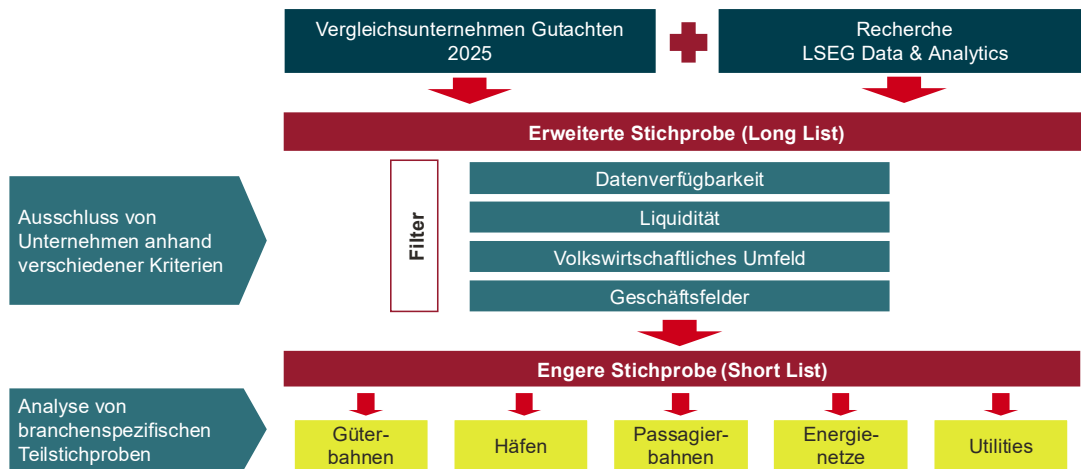 Vergleichsunternehmen Gutachten
2025
Recherche
LSEG Data & Analytics
Erweiterte Stichprobe (Long List)
Ausschluss von
Unternehmen anhand
verschiedener Kriterien
Filter
Datenverfügbarkeit
Liquidität
Volkswirtschaftliches Umfeld
Geschäftsfelder
Engere Stichprobe (Short List)
Analyse von
branchenspezifischen
Teilstichproben
Güter-
bahnen
Häfen
Passagier-
bahnen
Energie-
netze
Utilities